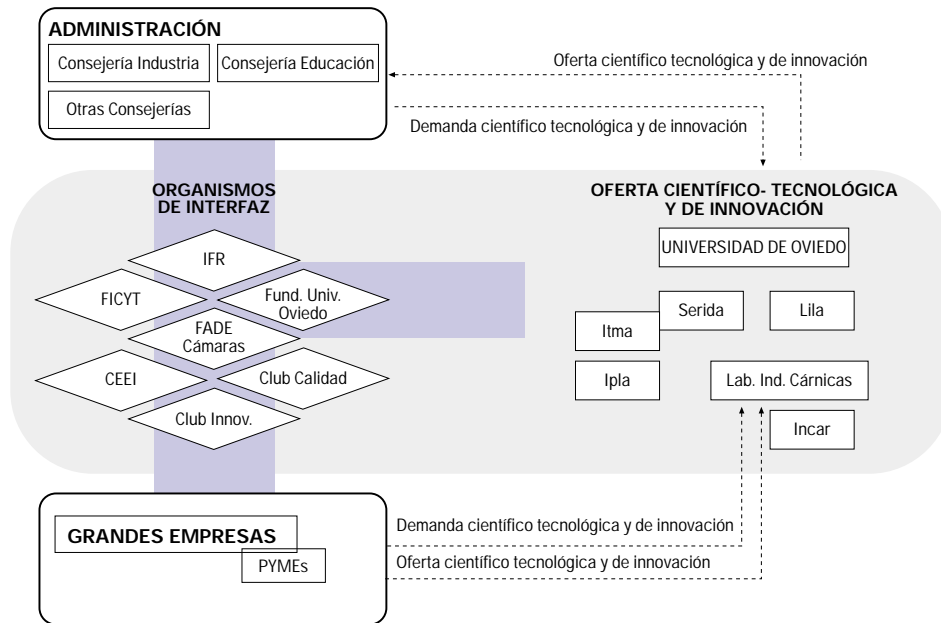 ADMINISTRACIÓN
Consejería Industria
Consejería Educación
Otras Consejerías
Oferta científico tecnológica y de innovación
Demanda científico tecnológica y de innovación
ORGANISMOS
DE INTERFAZ
IFR
FICYT
Fund. Univ.
Oviedo
FADE
Cámaras
CEEI
Club Calidad
Club Innov.
OFERTA CIENTÍFICO- TECNOLÓGICA
Y DE INNOVACIÓN
UNIVERSIDAD DE OVIEDO
Serida
Lila
Itma
Ipla
Lab. Ind. Cárnicas
Incar
GRANDES EMPRESAS
PYMEs
Demanda científico tecnológica y de innovación
Oferta científico tecnológica y de innovación